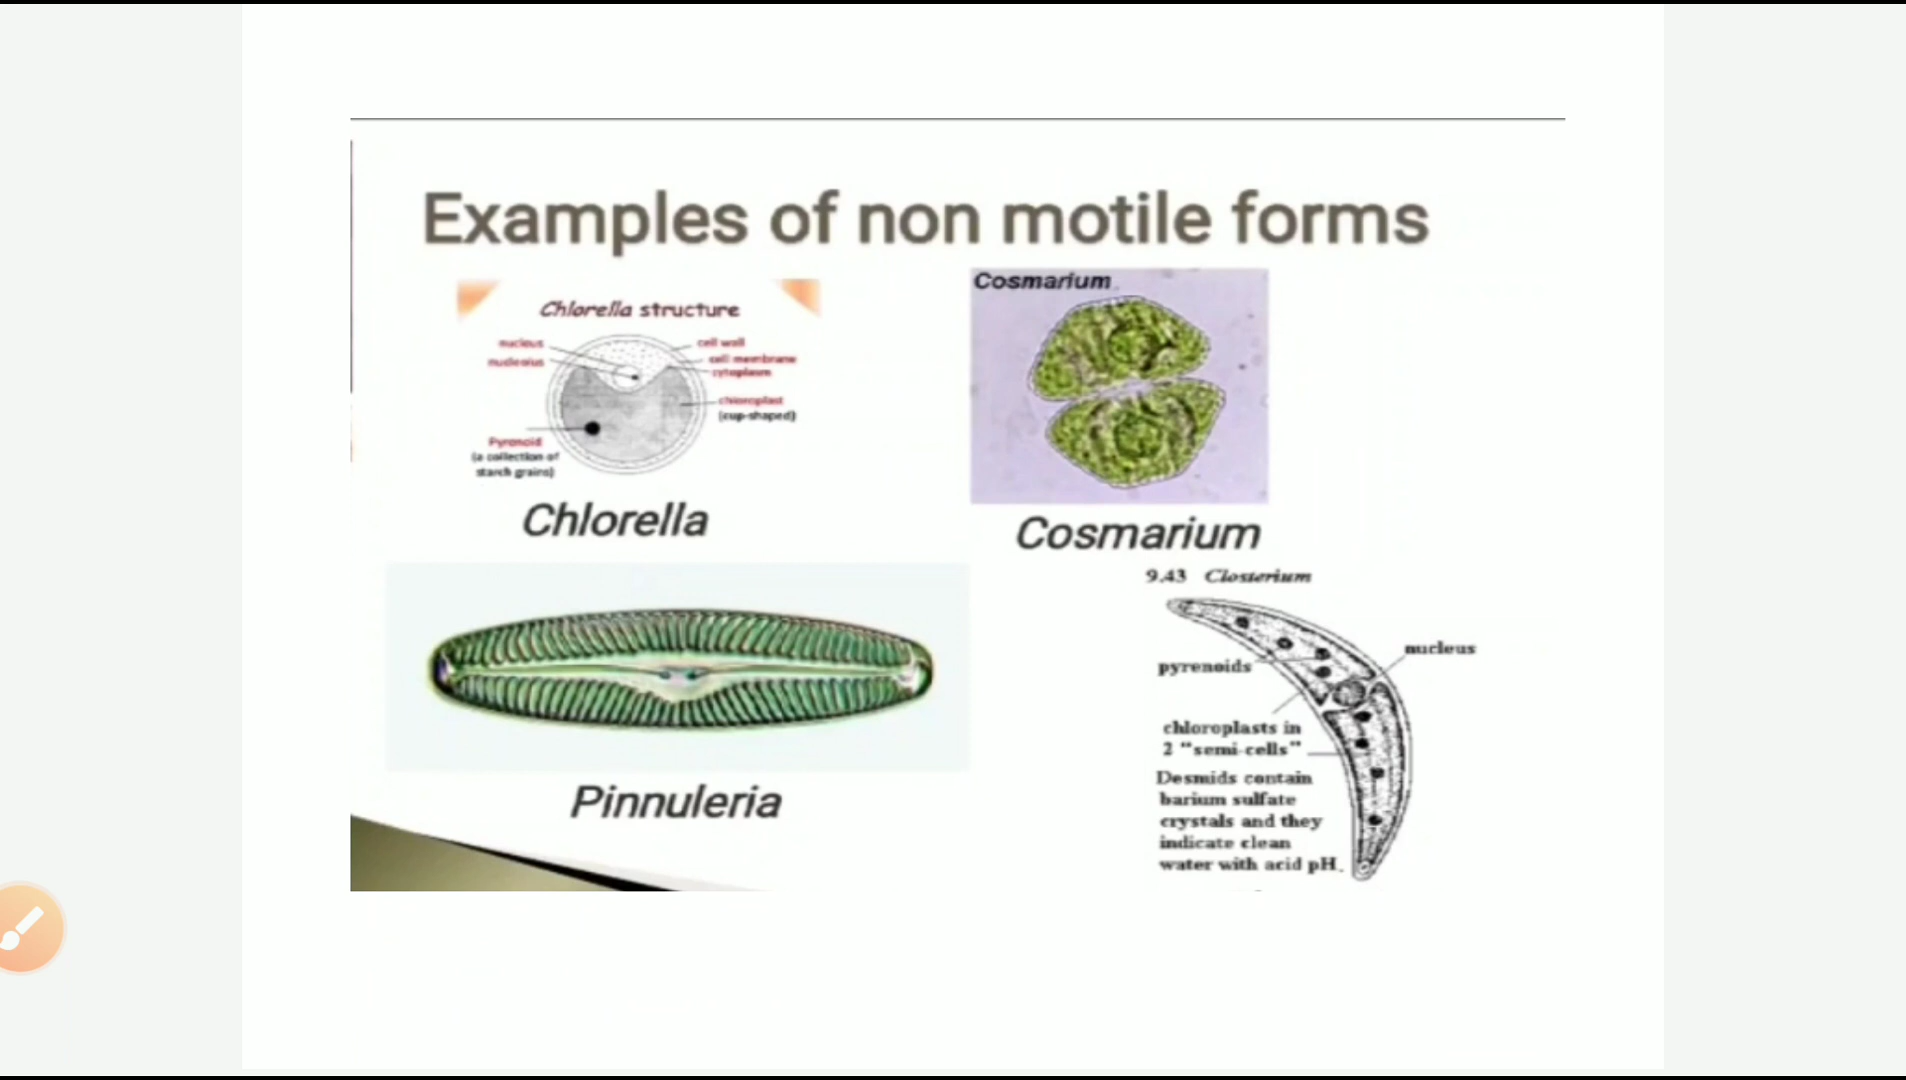 Examples of non motile forms
Chlorella structure
nucleus
nucleolus
cell wall
cell membrane
cytoplasm
chloroplast
(cup-shaped)
Pyrenoid
(a collection of
starch grains)
Chlorella
Cosmarium
Cosmarium
Pinnuleria
9.43 Closterium
nucleus
pyrenoids
chloroplasts in
2 "semi-cells"
Desmids contain
barium sulfate
crystals and they
indicate clean
water with acid pH.